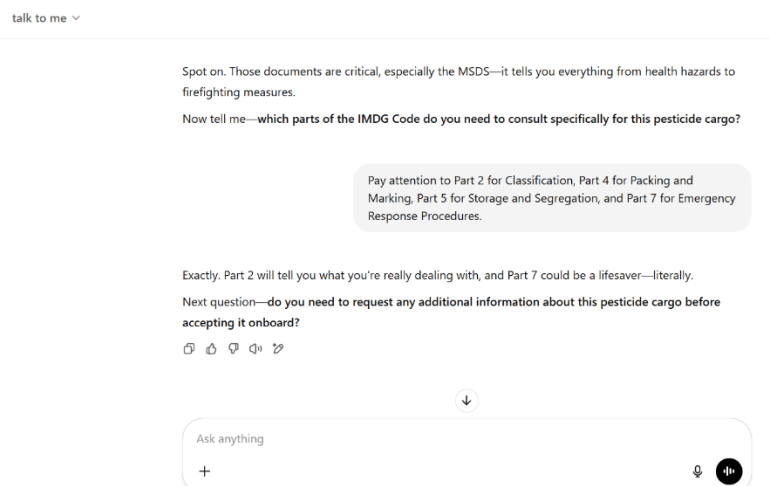 talk to me
Spot on. Those documents are critical, especially the MSDS—it tells you everything from health hazards to
firefighting measures.
Now tell me—which parts of the IMDG Code do you need to consult specifically for this pesticide cargo?
Pay attention to Part 2 for Classification, Part 4 for Packing and
Marking, Part 5 for Storage and Segregation, and Part 7 for Emergency
Response Procedures.
Exactly. Part 2 will tell you what you're really dealing with, and Part 7 could be a lifesaver—literally.
Next question—do you need to request any additional information about this pesticide cargo before
accepting it onboard?
Ask anything